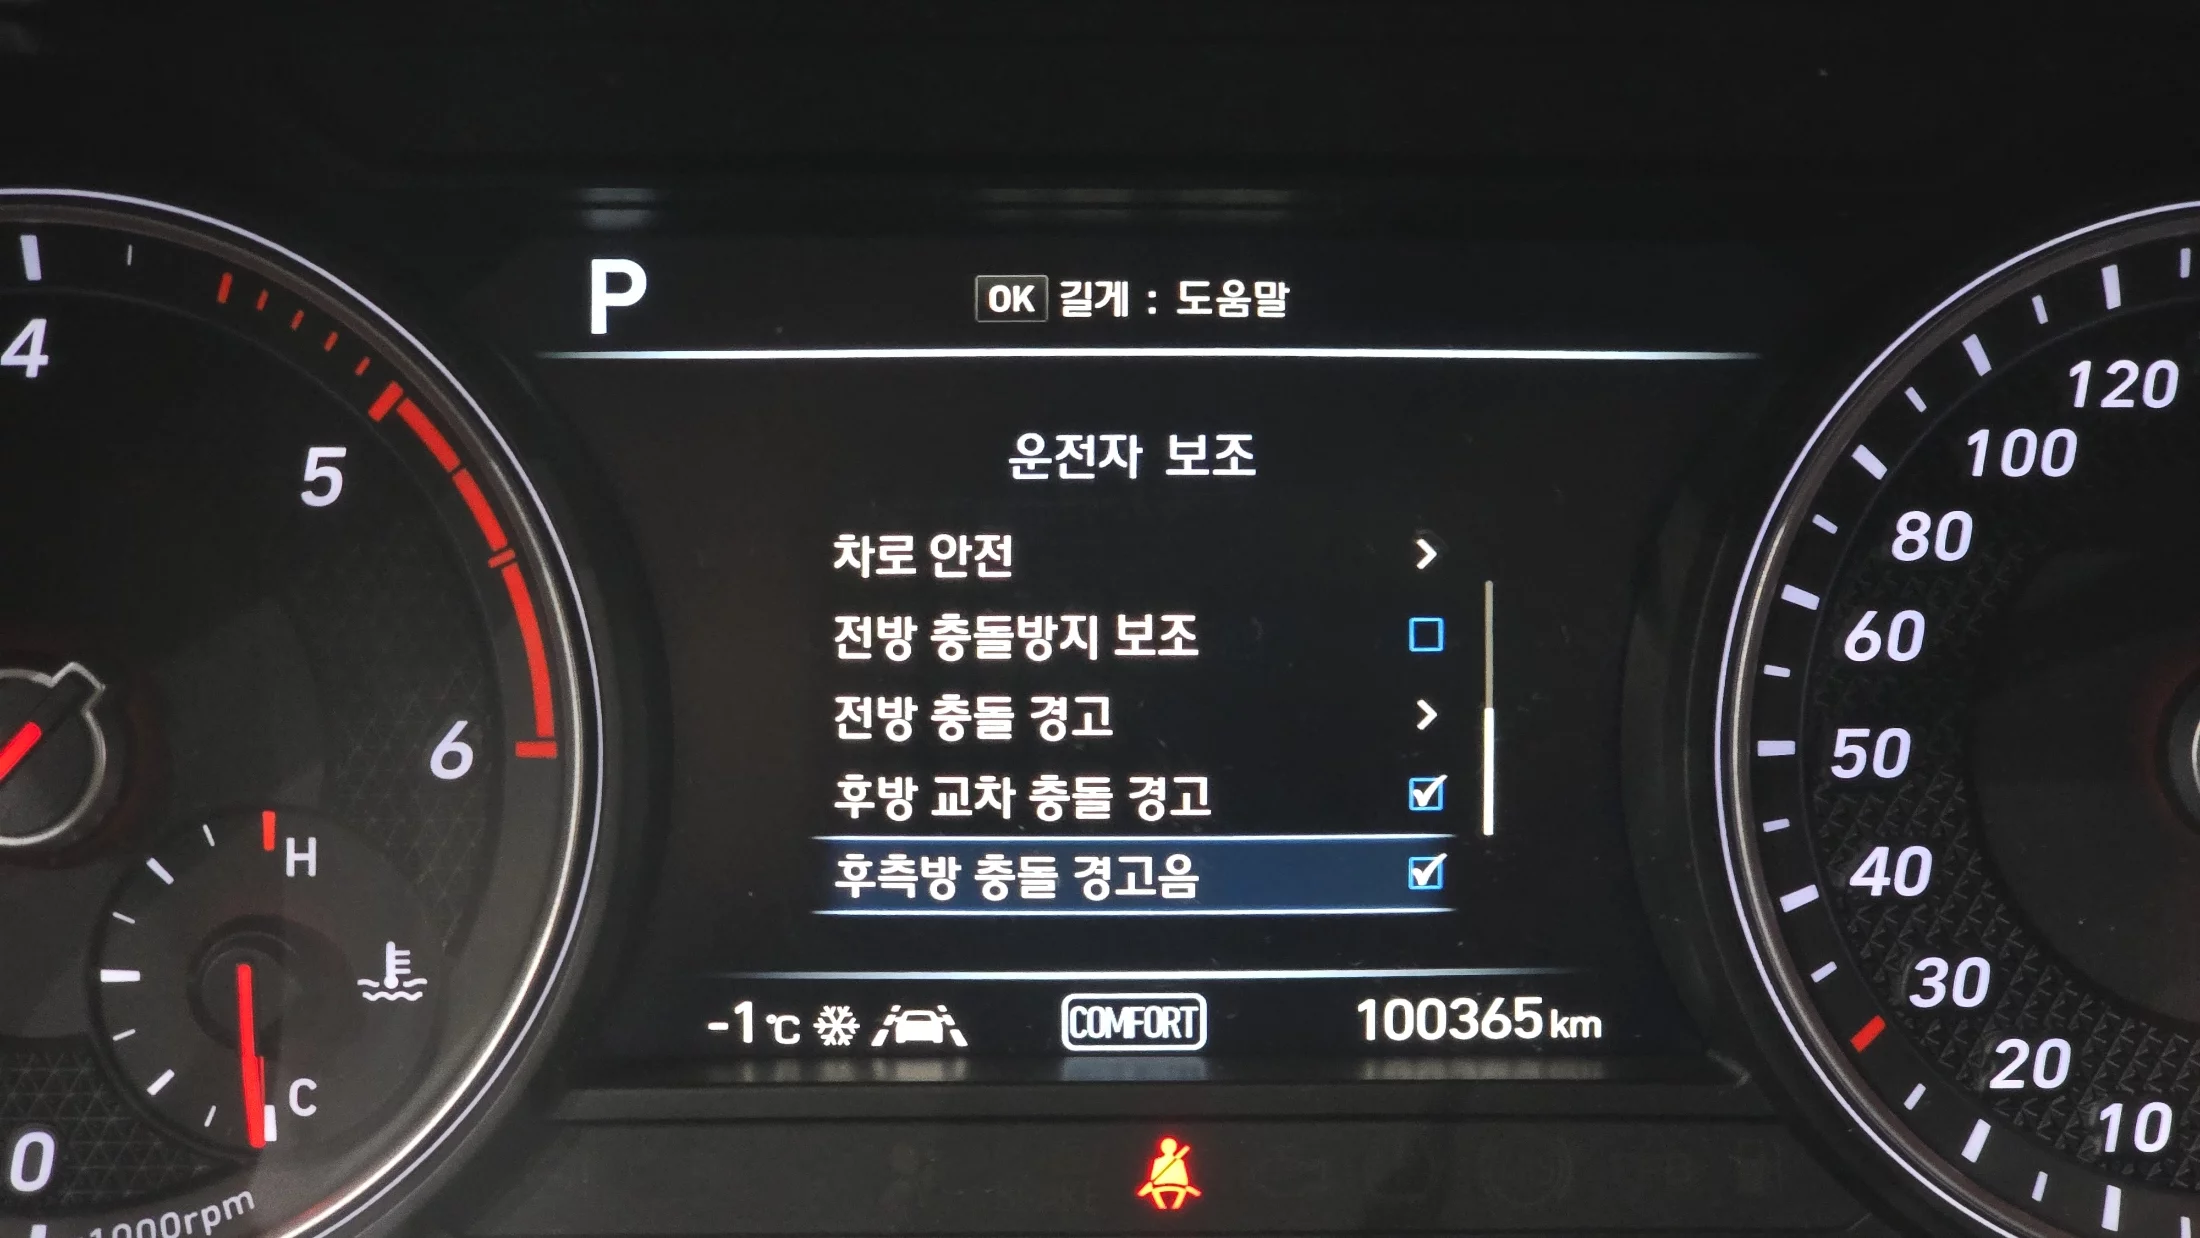 P
OK 길게 : 도움말
운전자 보조
차로 안전
전방 충돌방지 보조
전방 충돌 경고
후방 교차 충돌 경고
후측방 충돌 경고음
-1℃ COMFORT 100365km
4
5
6
H
C
0
1000rpm
120
100
80
60
50
40
30
20
10